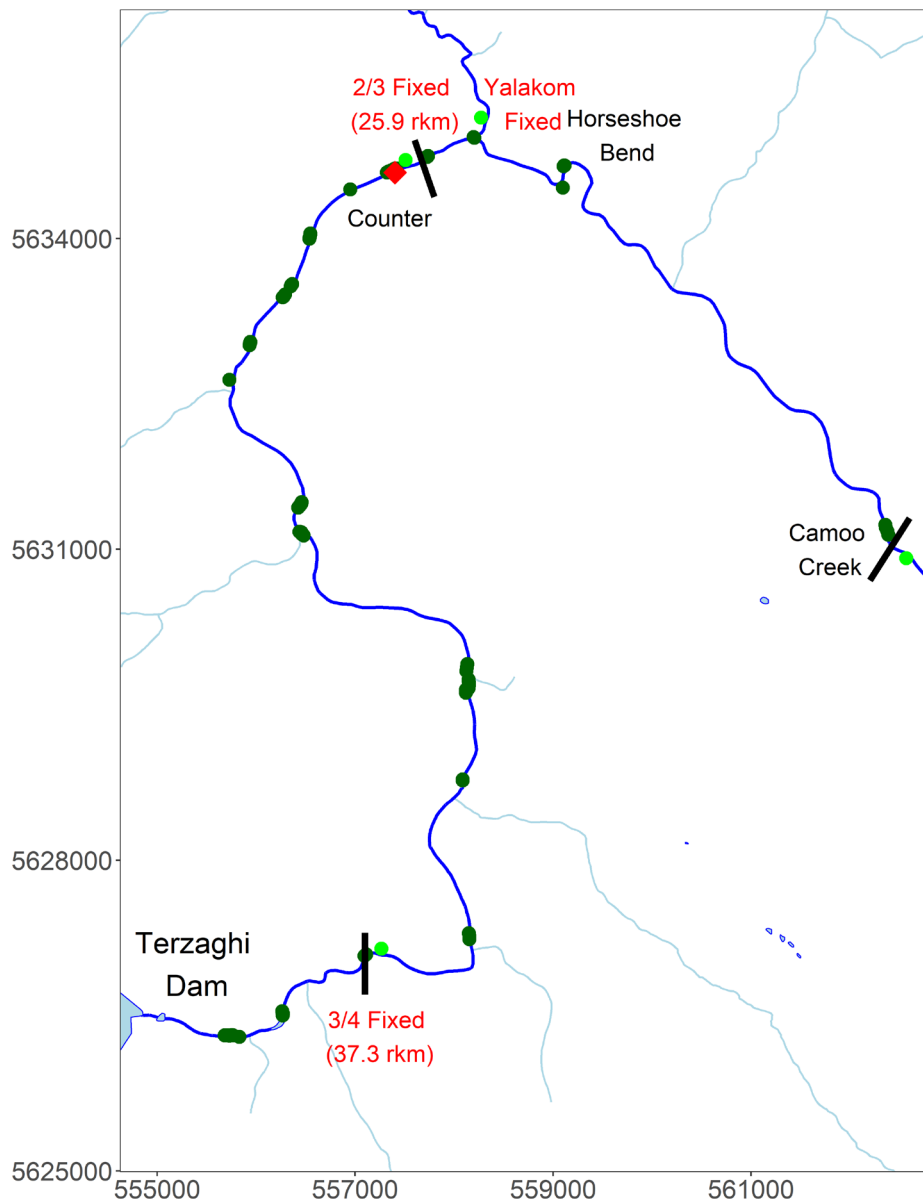 2/3 Fixed
(25.9 rkm)
Yalakom
Fixed
Horseshoe
Bend
Counter
5634000
Camoo
Creek
5631000
5628000
Terzaghi
Dam
3/4 Fixed
(37.3 rkm)
5625000
555000
557000
559000
561000